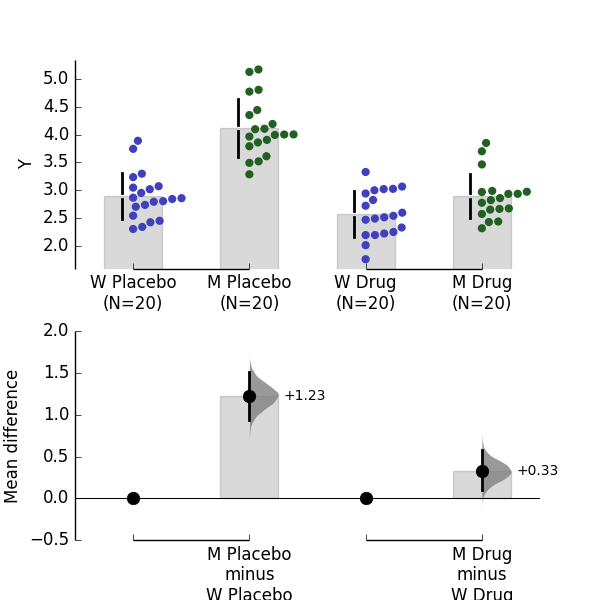 5.0
4.5
4.0
3.5
3.0
2.5
2.0
Y
W Placebo
(N=20)
M Placebo
(N=20)
W Drug
(N=20)
M Drug
(N=20)
2.0
1.5
1.0
0.5
0.0
−0.5
Mean difference
+1.23
+0.33
M Placebo
minus
W Placebo
M Drug
minus
W Drug